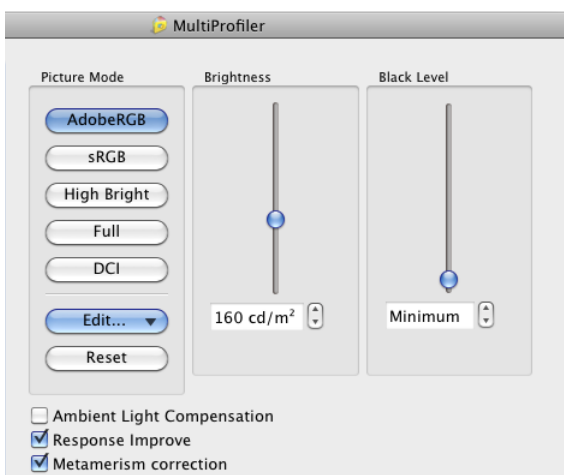 MultiProfiler
Picture Mode
AdobeRGB
sRGB
High Bright
Full
DCI
Edit...
Reset
Brightness
160 cd/m²
Black Level
Minimum
Ambient Light Compensation
Response Improve
Metamerism correction